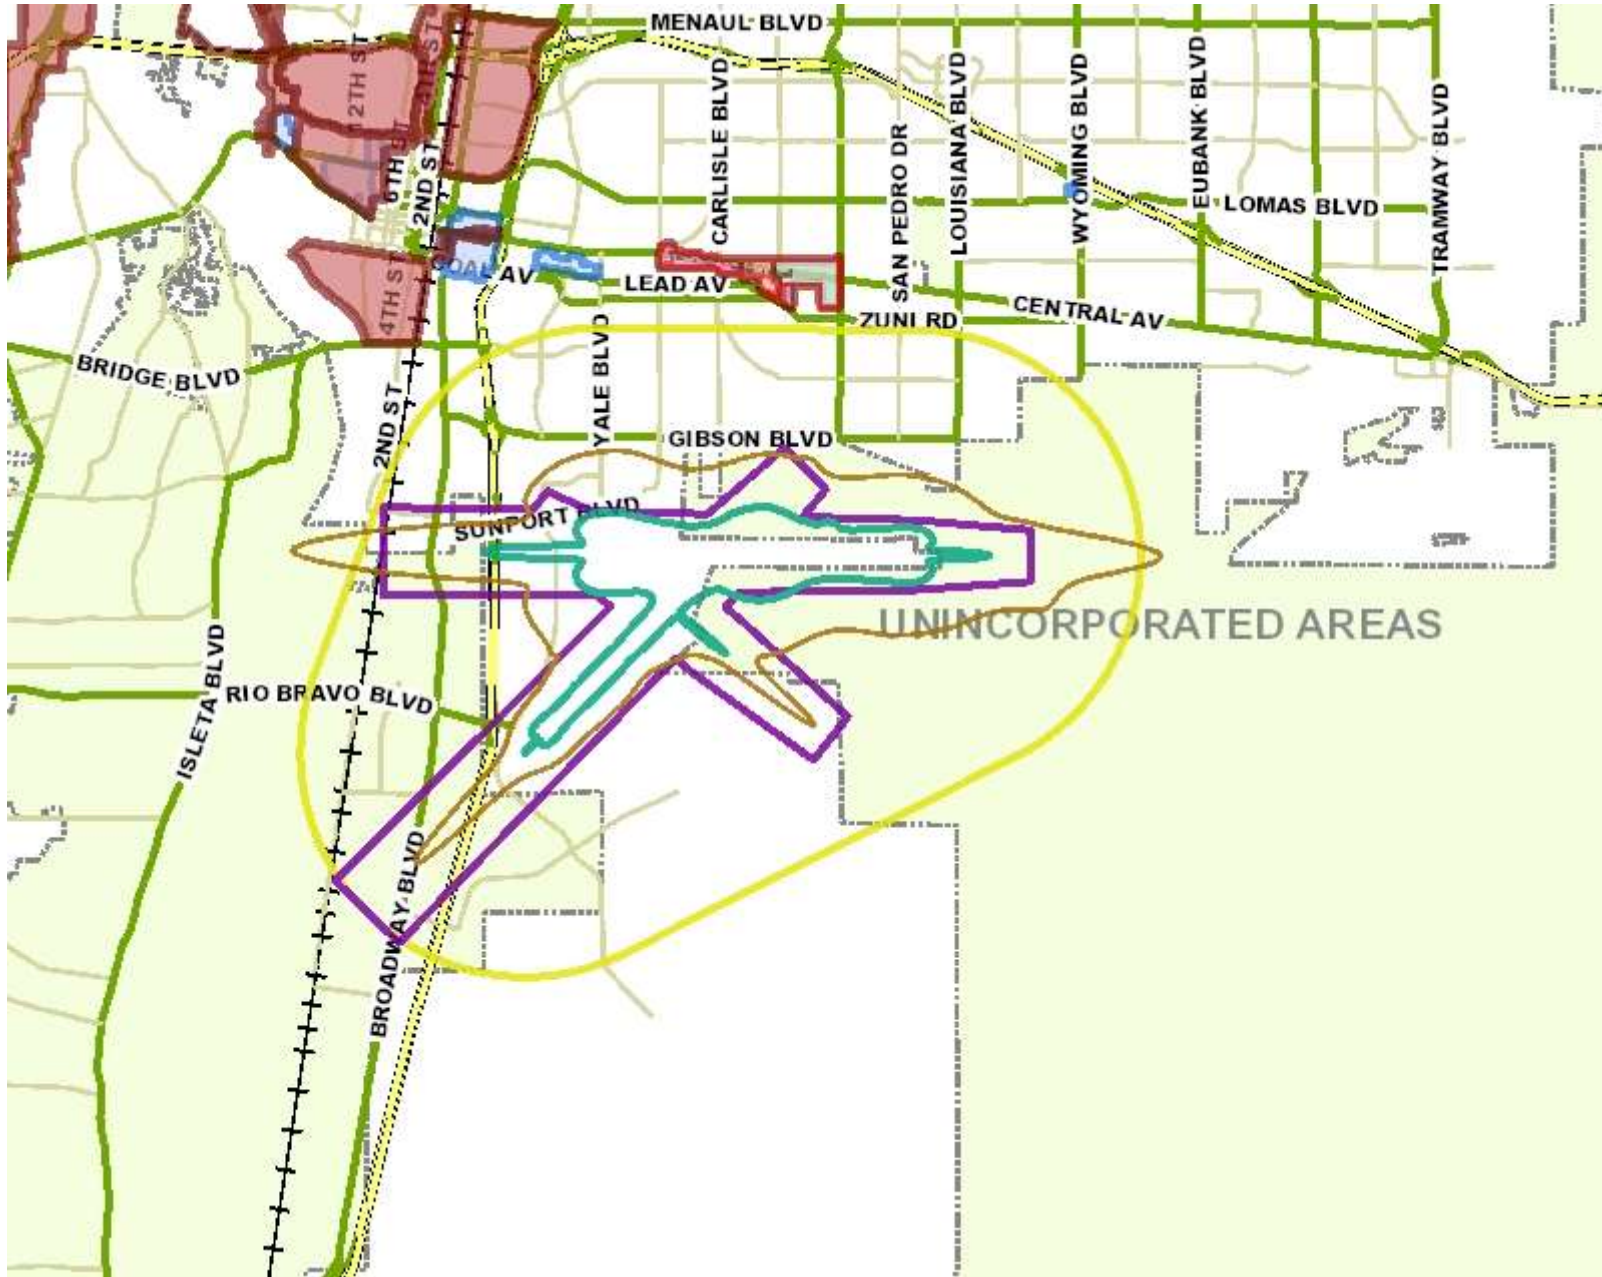 MENAUL BLVD
12TH ST
6TH ST
2ND ST
CARLISLE BLVD
SAN PEDRO DR
LOUISIANA BLVD
WYOMING BLVD
EUBANK BLVD
TRAMWAY BLVD
LOMAS BLVD
COAL AV
LEAD AV
4TH ST
CENTRAL AV
ZUNI RD
BRIDGE BLVD
YALE BLVD
2ND ST
GIBSON BLVD
SUNPORT BLVD
UNINCORPORATED AREAS
ISLETA BLVD
RIO BRAVO BLVD
BROADWAY BLVD